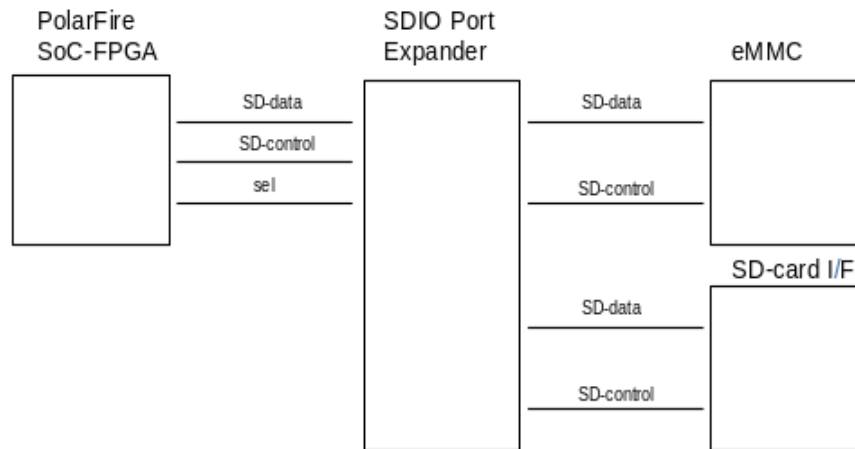 PolarFire
SoC-FPGA
SDIO Port
Expander
eMMC
SD-data
SD-control
sel
SD-data
SD-control
SD-card I/F
SD-data
SD-control